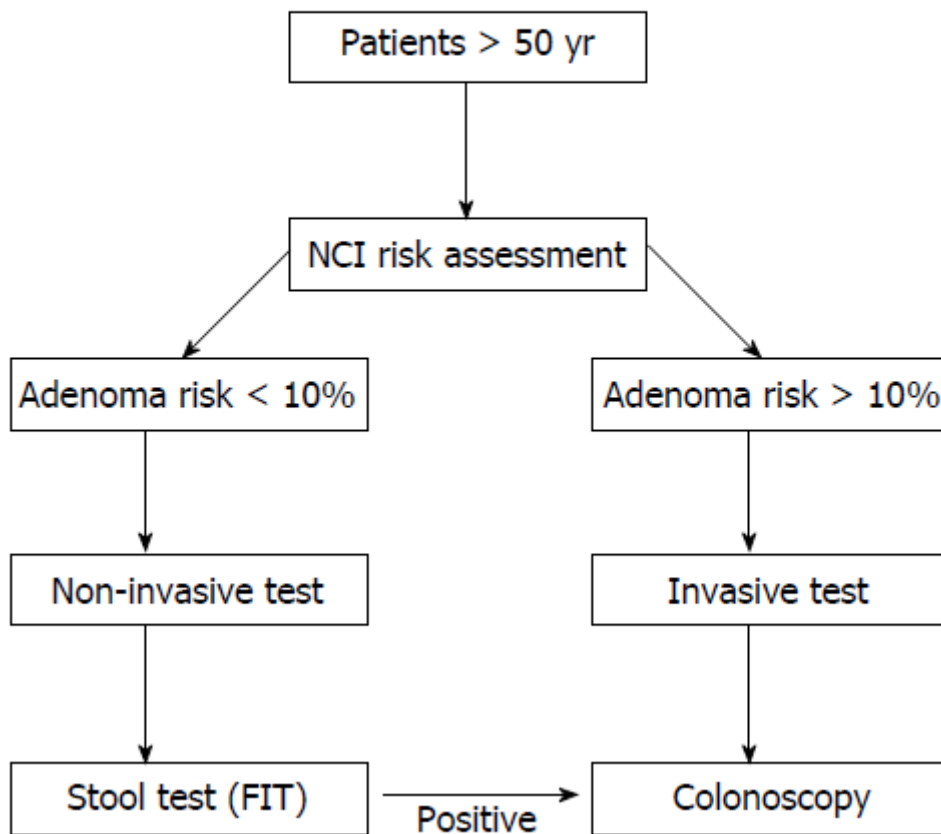 Patients > 50 yr
NCI risk assessment
Adenoma risk < 10%
Adenoma risk > 10%
Non-invasive test
Invasive test
Stool test (FIT)
Positive
Colonoscopy